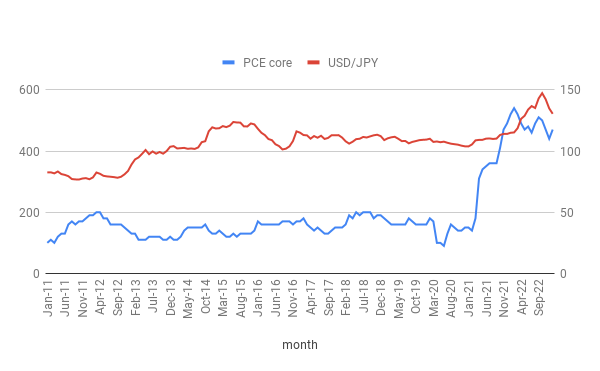 PCE core USD/JPY
600 150
400 100
200 50
0 0
Jan-11 Jun-11 Nov-11 Apr-12 Sep-12 Feb-13 Jul-13 Dec-13 May-14 Oct-14 Mar-15 Aug-15 Jan-16 Jun-16 Nov-16 Apr-17 Sep-17 Feb-18 Jul-18 Dec-18 May-19 Oct-19 Mar-20 Aug-20 Jan-21 Jun-21 Nov-21 Apr-22 Sep-22
month